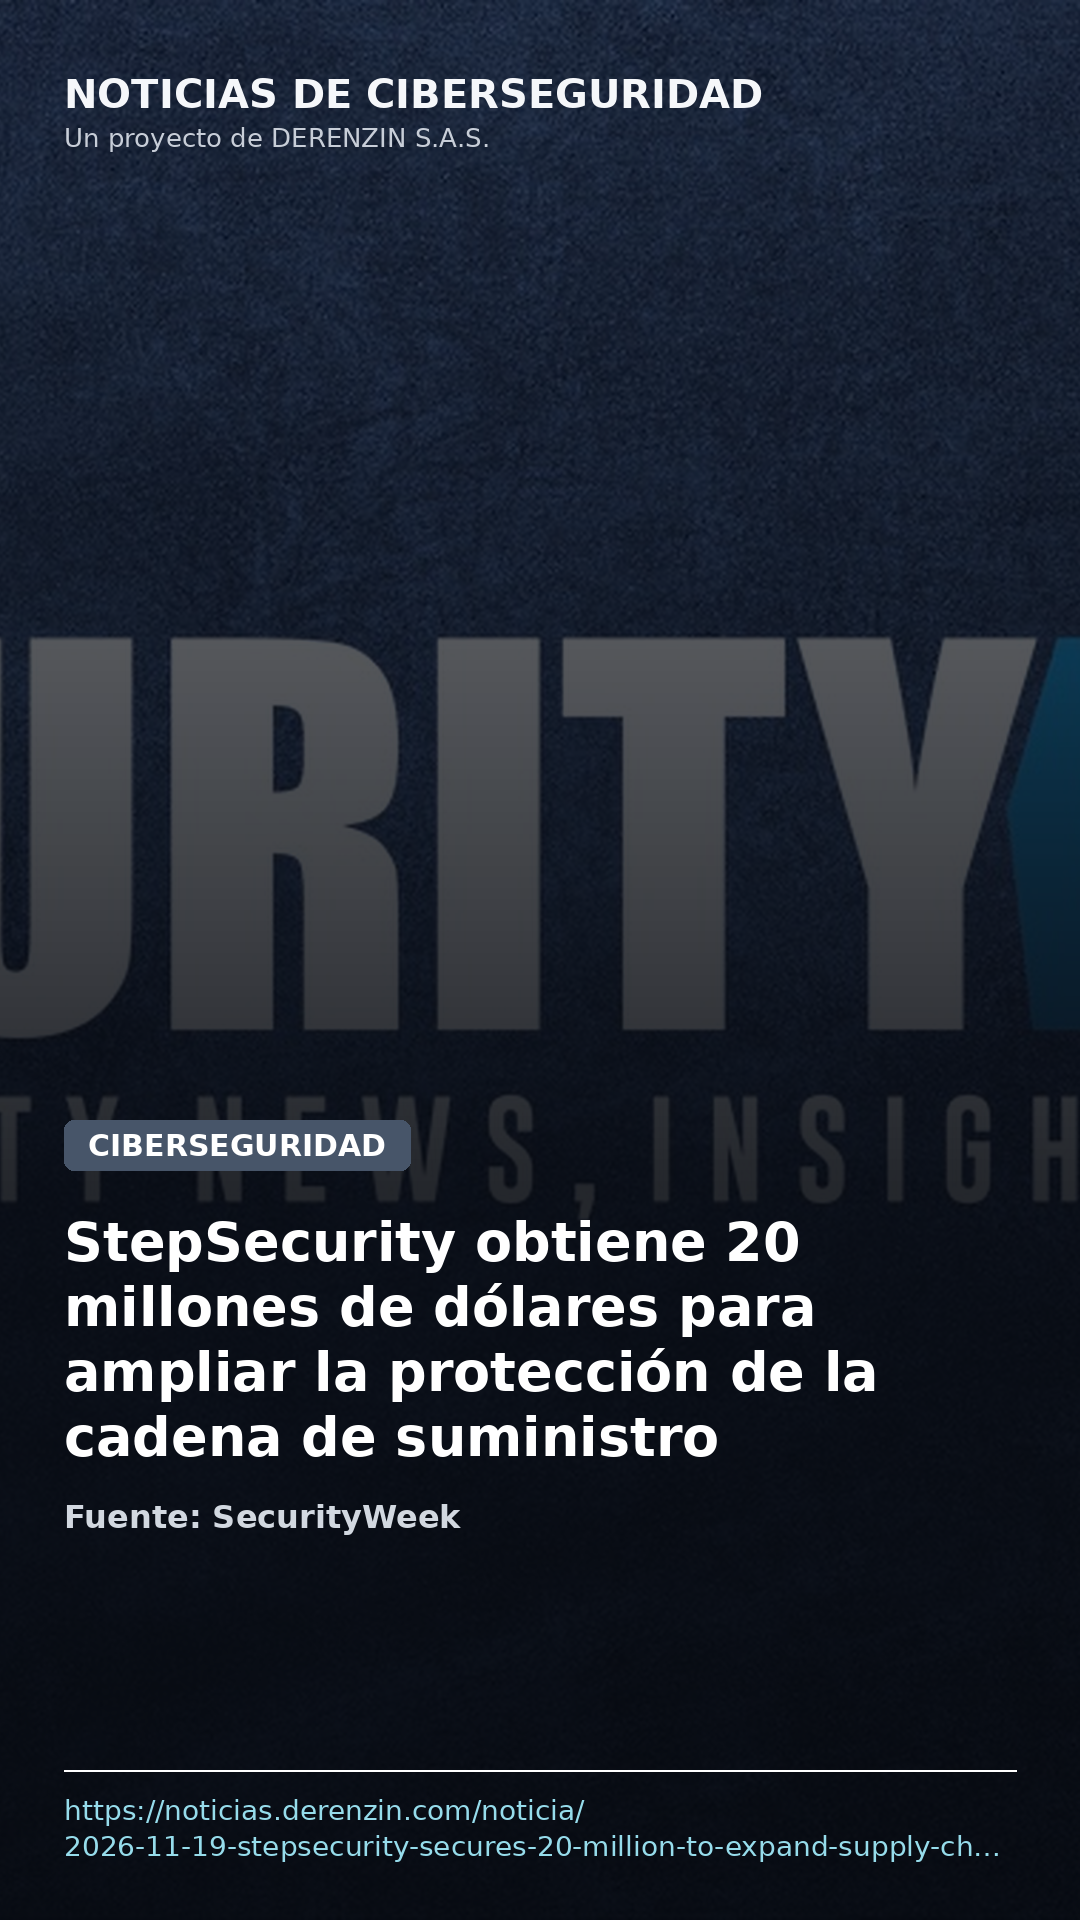 NOTICIAS DE CIBERSEGURIDAD
Un proyecto de DERENZIN S.A.S.
URITY
TY NEWS, INSIGH
CIBERSEGURIDAD
StepSecurity obtiene 20
millones de dólares para
ampliar la protección de la
cadena de suministro
Fuente: SecurityWeek
https://noticias.derenzin.com/noticia/
2026-11-19-stepsecurity-secures-20-million-to-expand-supply-ch...